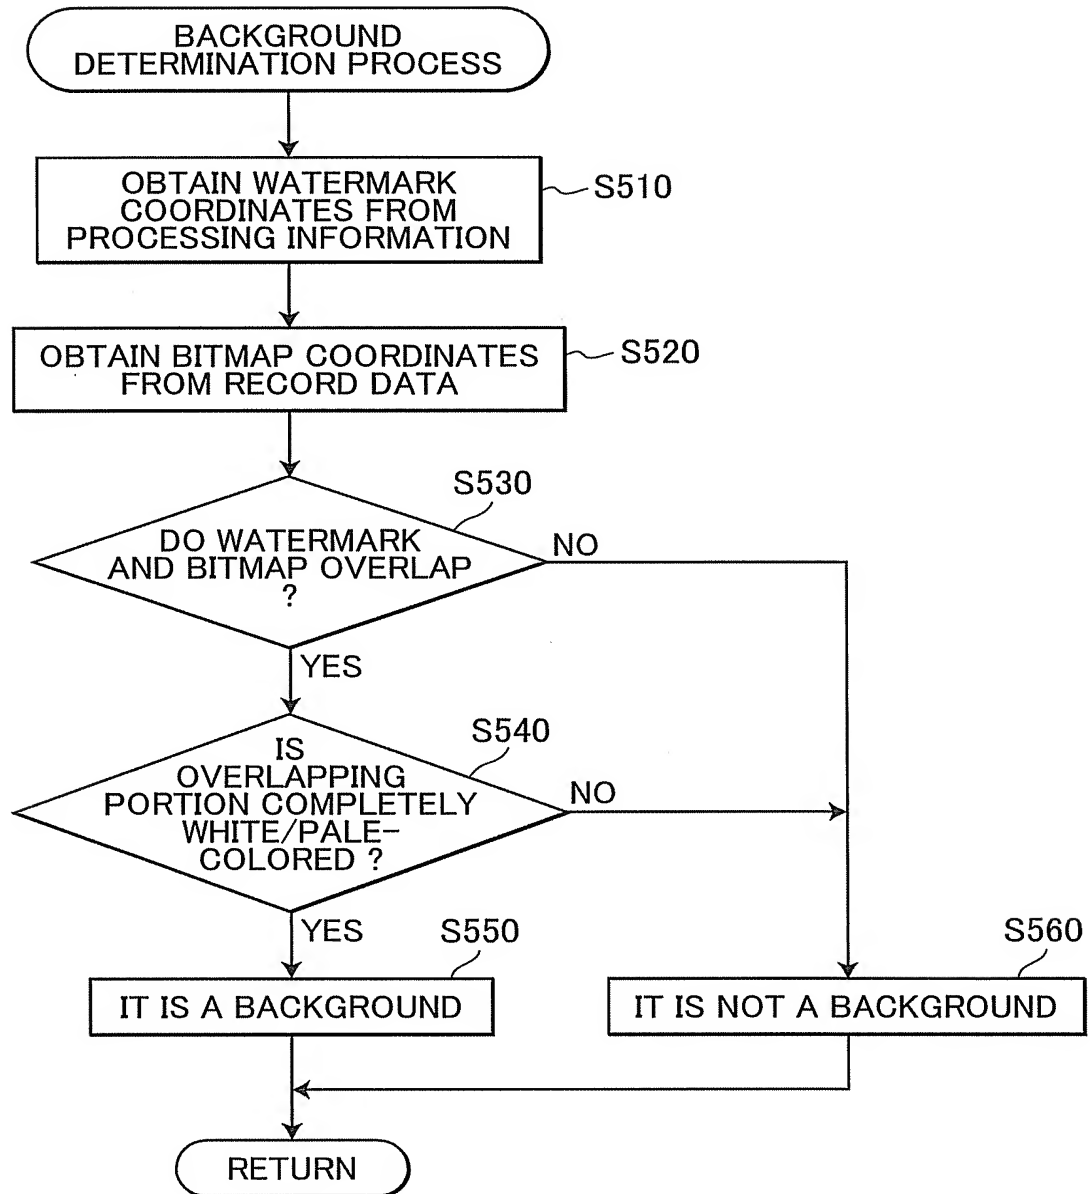 BACKGROUND
DETERMINATION PROCESS
OBTAIN WATERMARK
COORDINATES FROM
PROCESSING INFORMATION
S510
OBTAIN BITMAP COORDINATES
FROM RECORD DATA
S520
S530
DO WATERMARK
AND BITMAP OVERLAP
?
NO
YES
S540
IS
OVERLAPPING
PORTION COMPLETELY
WHITE/PALE-
COLORED ?
NO
YES
S550
IT IS A BACKGROUND
S560
IT IS NOT A BACKGROUND
RETURN